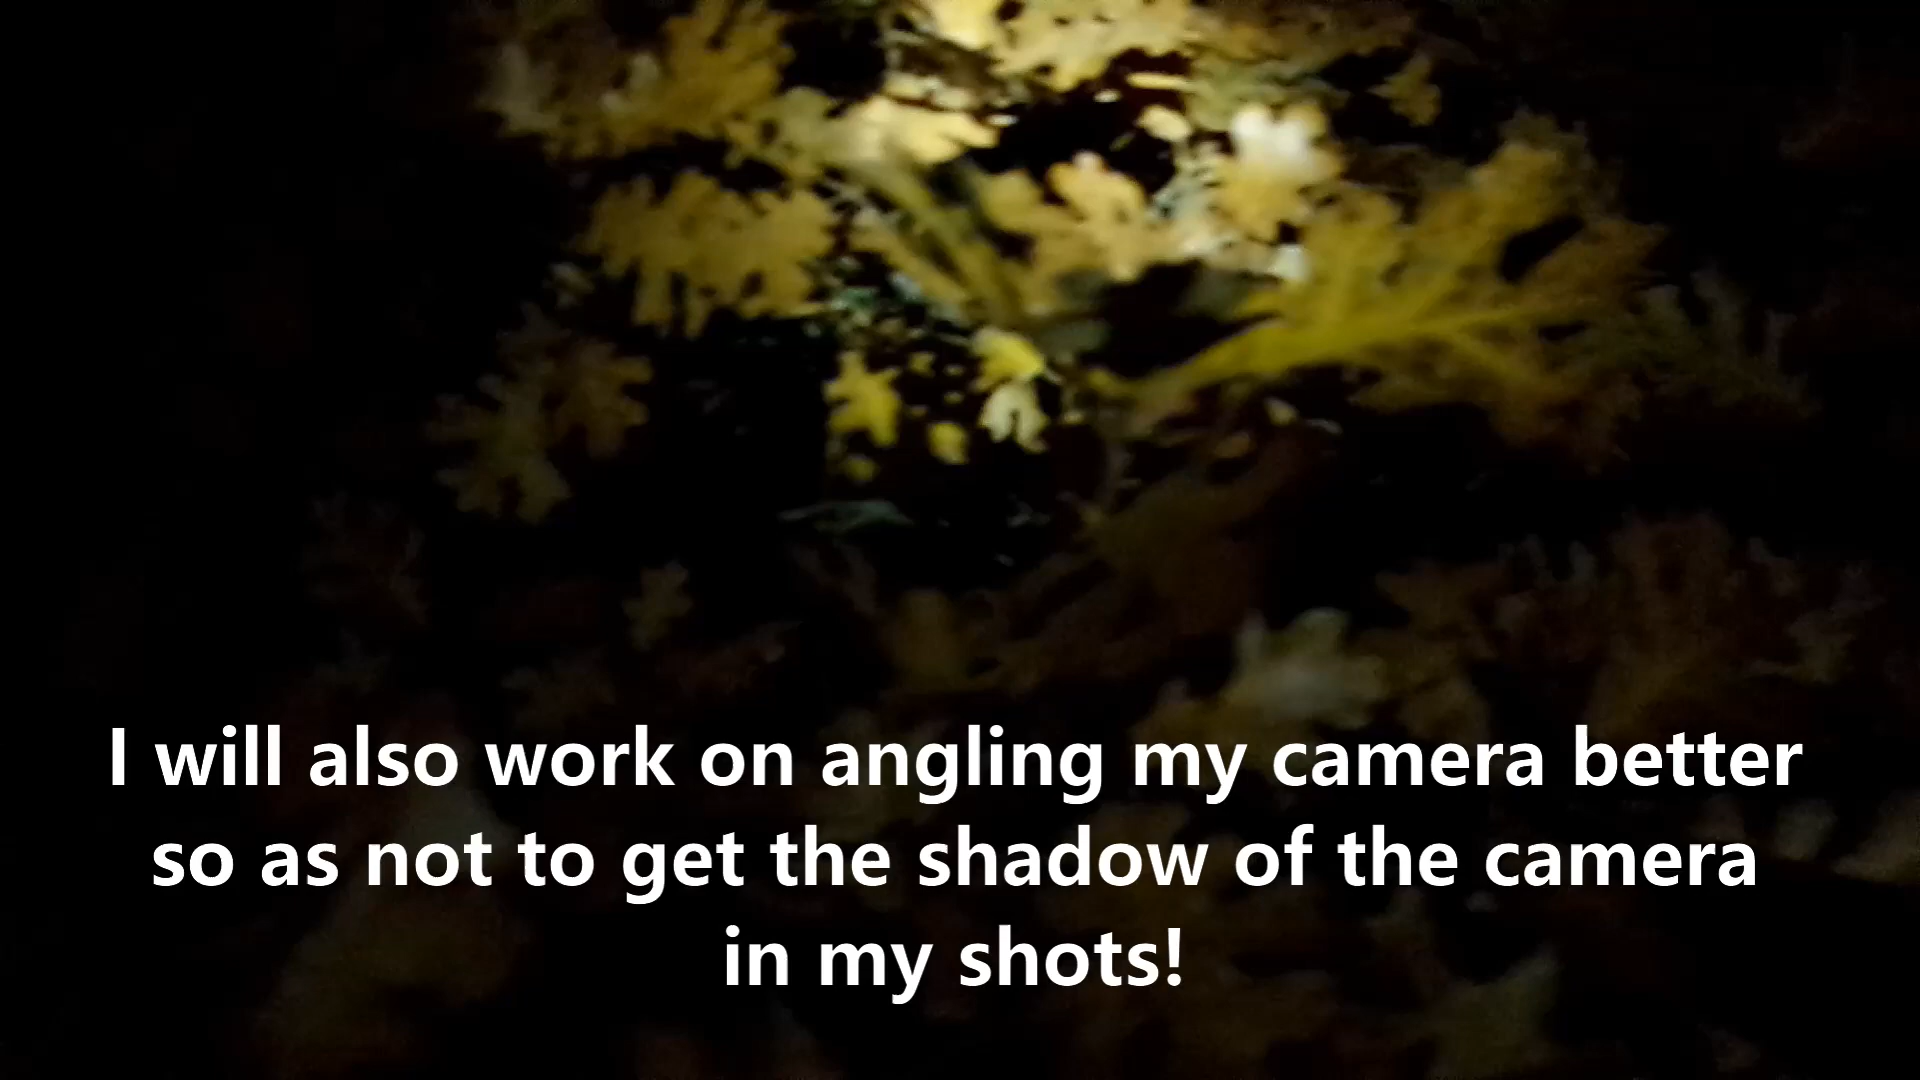 I will also work on angling my camera better
so as not to get the shadow of the camera
in my shots!